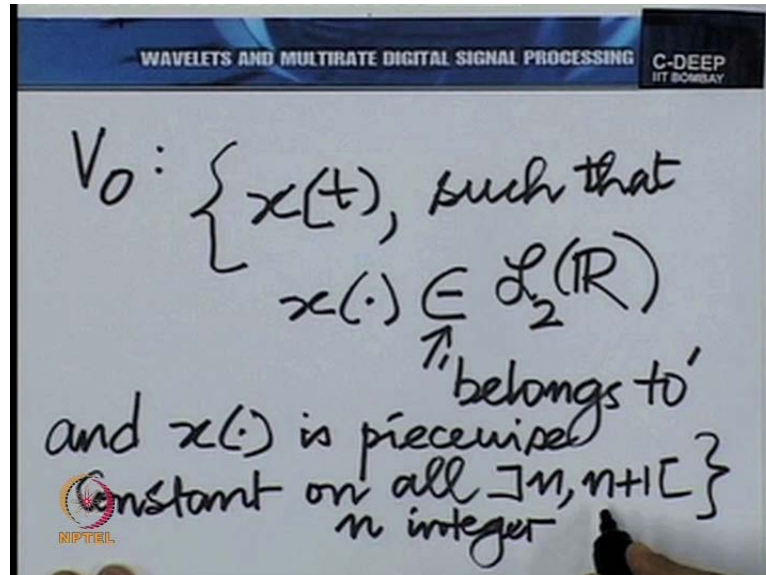 WAVELETS AND MULTIRATE DIGITAL SIGNAL PROCESSING
C-DEEP
IIT BOMBAY
V₀ : { x(t), such that
x(·) ∈ ℒ₂(ℝ)
↑ "belongs to"
and x(·) is piecewise
Constant on all ]n, n+1[ }
n integer
NPTEL